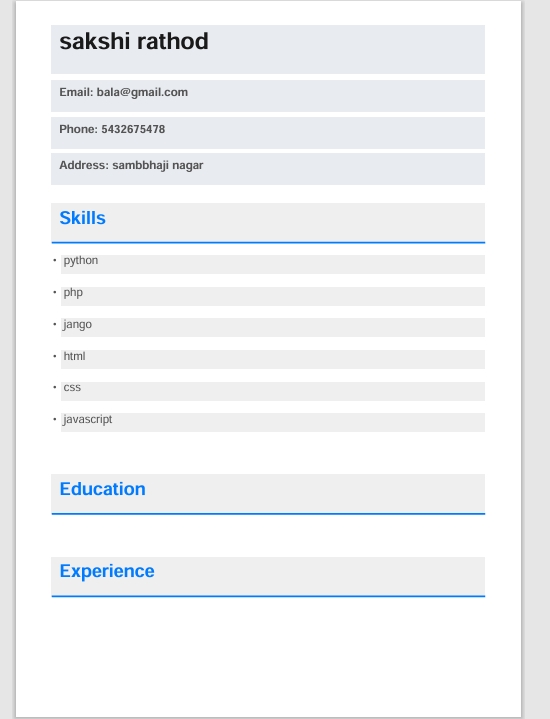 sakshi rathod
Email: bala@gmail.com
Phone: 5432675478
Address: sambbhaji nagar
Skills
• python
• php
• jango
• html
• css
• javascript
Education
Experience